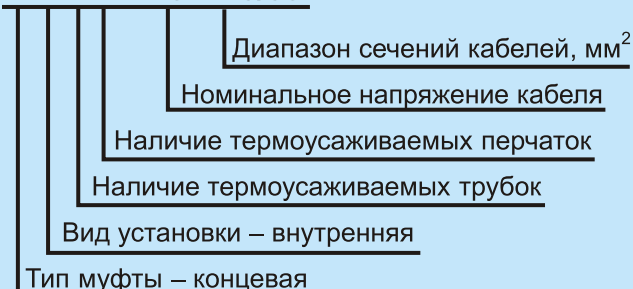 Диапазон сечений кабелей, мм²
Номинальное напряжение кабеля
Наличие термоусаживаемых перчаток
Наличие термоусаживаемых трубок
Вид установки – внутренняя
Тип муфты – концевая